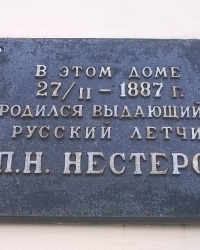 В ЭТОМ ДОМЕ
27/II – 1887 Г.
РОДИЛСЯ ВЫДАЮЩИЙ
РУССКИЙ ЛЕТЧИ
П.Н. НЕСТЕРО